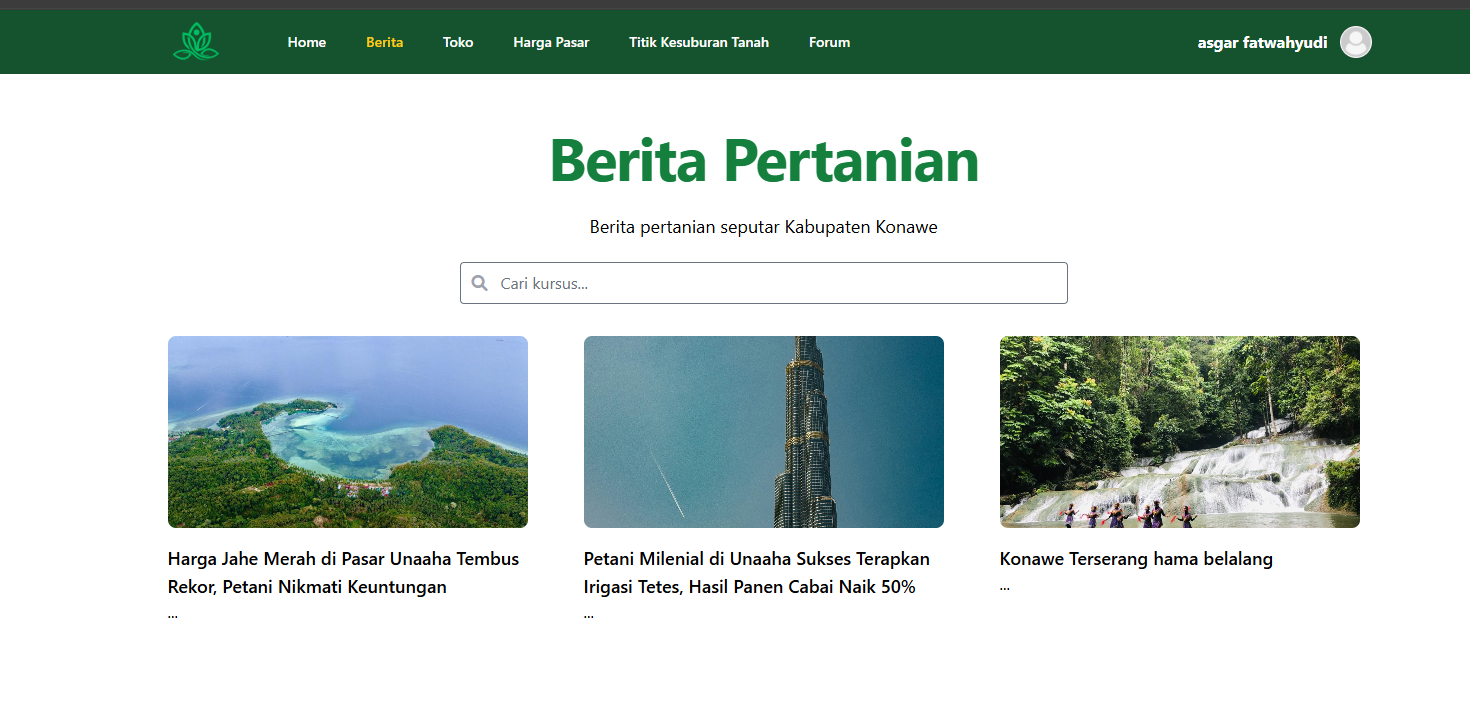 Home
Berita
Toko
Harga Pasar
Titik Kesuburan Tanah
Forum
asgar fatwahyudi
Berita Pertanian
Berita pertanian seputar Kabupaten Konawe
Cari kursus...
Harga Jahe Merah di Pasar Unaaha Tembus
Rekor, Petani Nikmati Keuntungan
...
Petani Milenial di Unaaha Sukses Terapkan
Irigasi Tetes, Hasil Panen Cabai Naik 50%
...
Konawe Terserang hama belalang
...